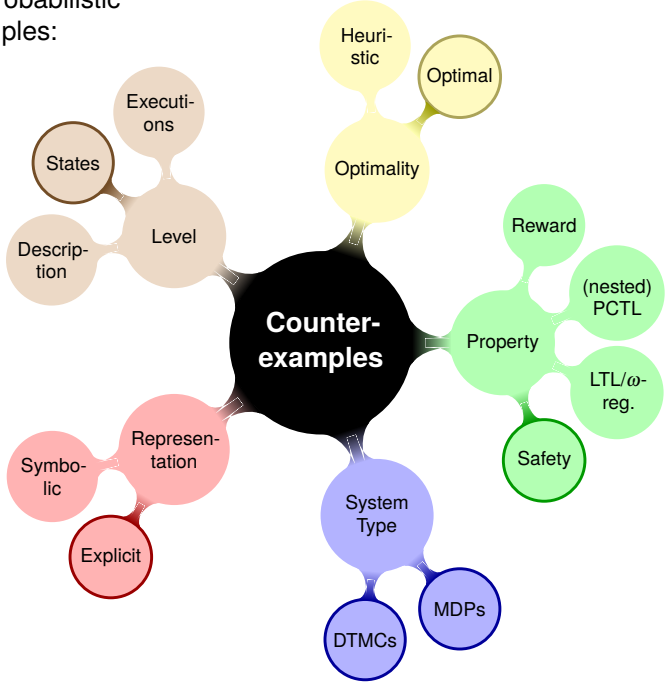 obabilistic
ples:
Heuri-
stic
Optimal
Optimality
Executi-
ons
States
Level
Descrip-
tion
Counter-
examples
Reward
(nested)
PCTL
Property
LTL/ω-
reg.
Safety
Represen-
tation
Symbo-
lic
Explicit
System
Type
MDPs
DTMCs